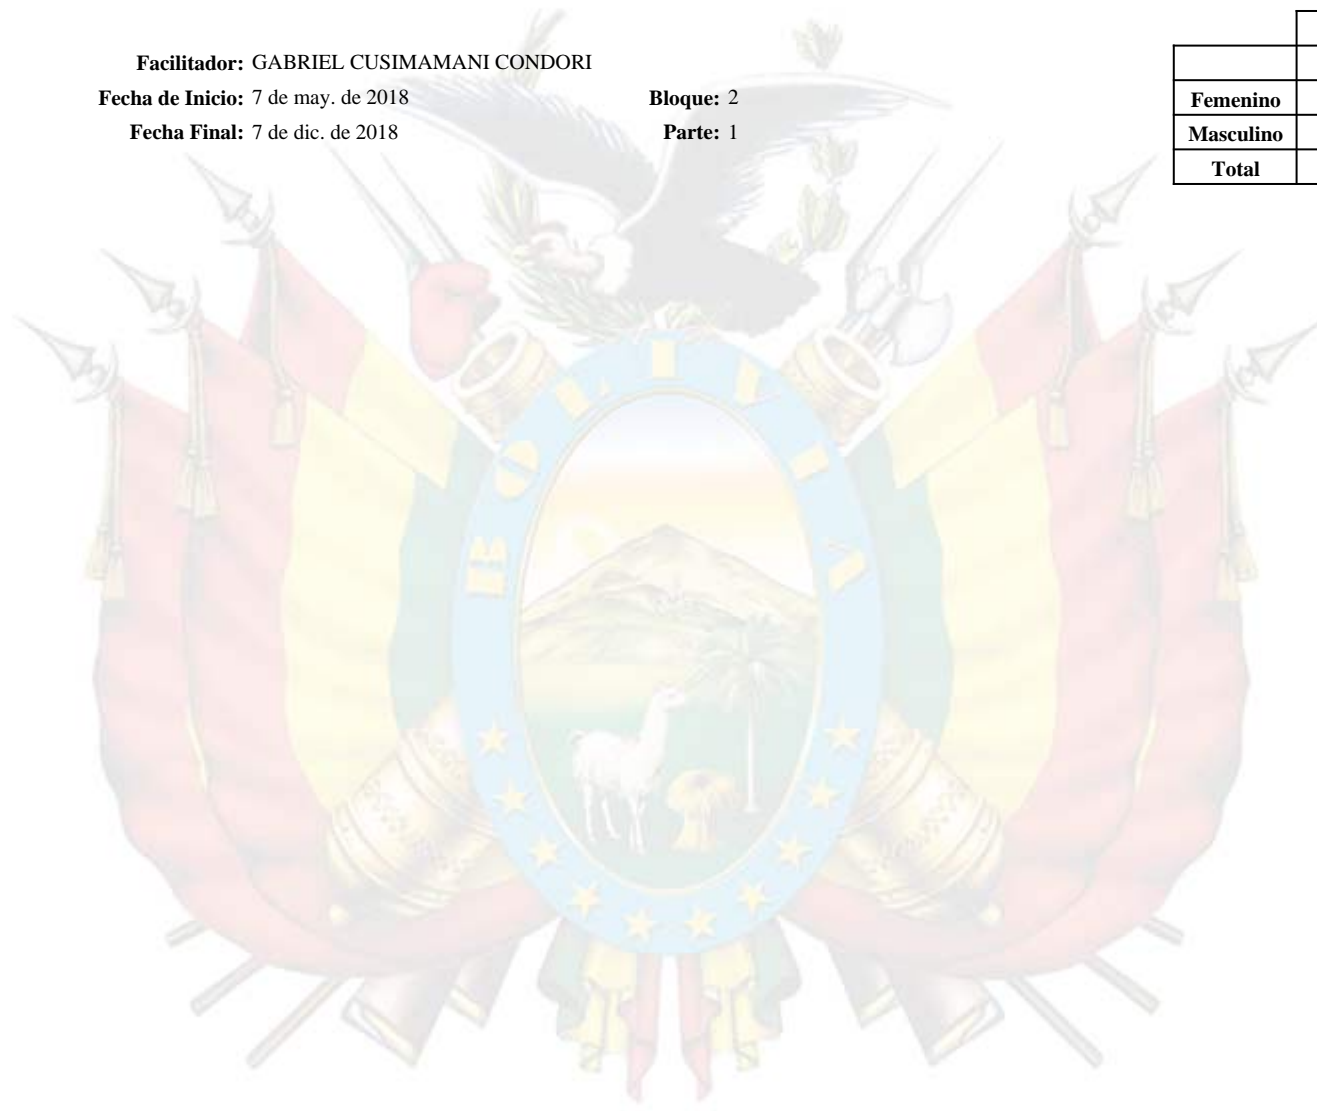 Facilitador: GABRIEL CUSIMAMANI CONDORI
Fecha de Inicio: 7 de may. de 2018 Bloque: 2
Fecha Final: 7 de dic. de 2018 Parte: 1
Femenino
Masculino
Total
BOLIVIA